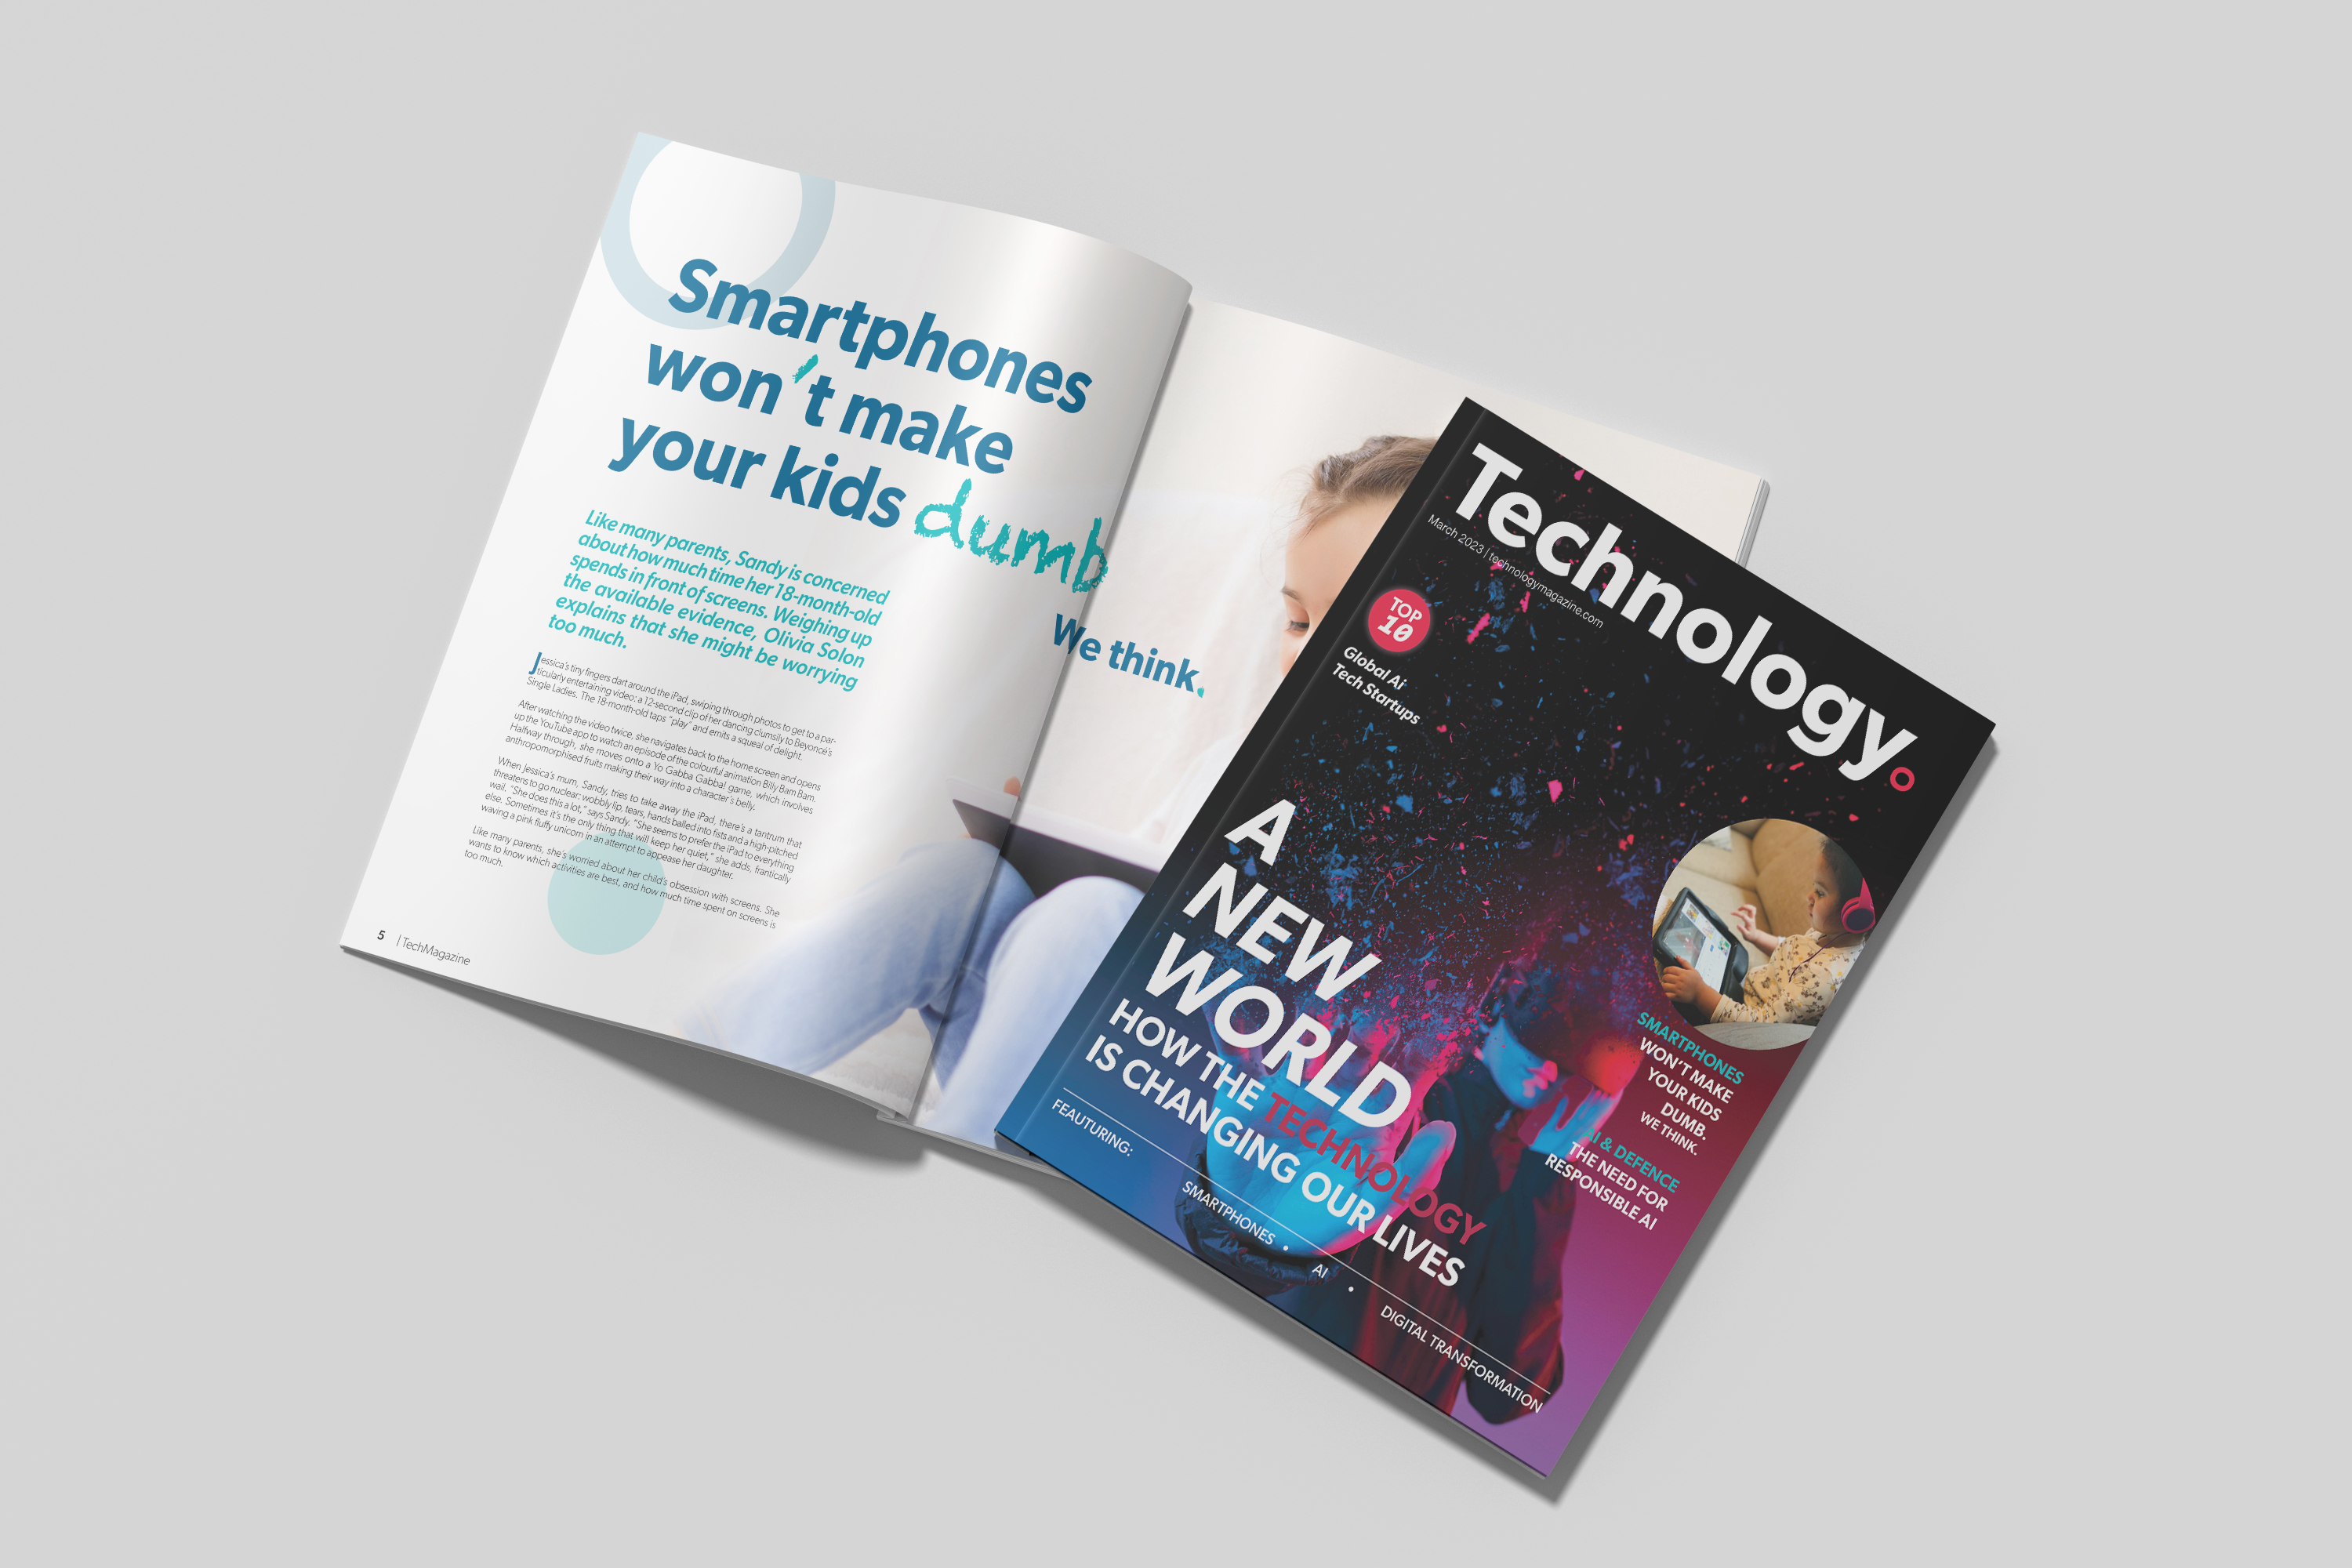 Smartphones
won't make
your kids dumb
We think.
Like many parents, Sandy is concerned
about how much time her 18-month-old
spends in front of screens. Weighing up
the available evidence, Olivia Solon
explains that she might be worrying
too much.
Jessica's tiny fingers dart around the iPad, swiping through photos to get to a par-
ticularly entertaining video: a 12-second clip of her dancing clumsily to Beyoncé's
Single Ladies. The 18-month-old taps "play" and emits a squeal of delight.
After watching the video twice, she navigates back to the home screen and opens
up the YouTube app to watch an episode of the colourful animation Billy Bam Bam.
Halfway through, she moves onto a Yo Gabba Gabba! game, which involves
anthropomorphised fruits making their way into a character's belly.
When Jessica's mum, Sandy, tries to take away the iPad, there's a tantrum that
threatens to go nuclear: wobbly lip, tears, hands balled into fists and a high-pitched
wail. "She does this a lot," says Sandy. "She seems to prefer the iPad to everything
else. Sometimes it's the only thing that will keep her quiet," she adds, frantically
waving a pink fluffy unicorn in an attempt to appease her daughter.
Like many parents, she's worried about her child's obsession with screens. She
wants to know which activities are best, and how much time spent on screens is
too much.
5 | TechMagazine
Technology
March 2023 | technologymagazine.com
TOP
10
Global Ai
Tech Startups
A
NEW
WORLD
HOW THE TECHNOLOGY
IS CHANGING OUR LIVES
SMARTPHONES
WON'T MAKE
YOUR KIDS
DUMB.
WE THINK.
AI & DEFENCE
THE NEED FOR
RESPONSIBLE AI
FEAUTURING:
SMARTPHONES •
AI •
DIGITAL TRANSFORMATION